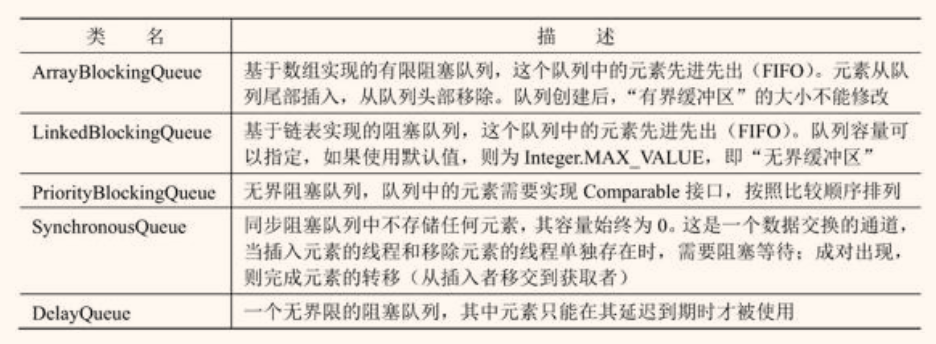 类 名 描 述
ArrayBlockingQueue 基于数组实现的有限阻塞队列，这个队列中的元素先进先出（FIFO）。元素从队
列尾部插入，从队列头部移除。队列创建后，“有界缓冲区”的大小不能修改
LinkedBlockingQueue 基于链表实现的阻塞队列，这个队列中的元素先进先出（FIFO）。队列容量可
以指定，如果使用默认值，则为 Integer.MAX_VALUE，即“无界缓冲区”
PriorityBlockingQueue 无界阻塞队列，队列中的元素需要实现 Comparable 接口，按照比较顺序排列
SynchronousQueue 同步阻塞队列中不存储任何元素，其容量始终为 0。这是一个数据交换的通道，
当插入元素的线程和移除元素的线程单独存在时，需要阻塞等待；成对出现，
则完成元素的转移（从插入者移交到获取者）
DelayQueue 一个无界限的阻塞队列，其中元素只能在其延迟到期时才被使用